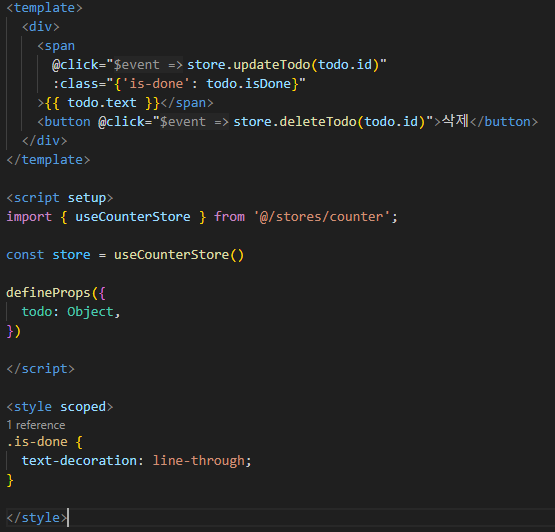 <template>
  <div>
    <span
      @click="$event => store.updateTodo(todo.id)"
      :class="{'is-done': todo.isDone}"
    >{{ todo.text }}</span>
    <button @click="$event => store.deleteTodo(todo.id)">삭제</button>
  </div>
</template>

<script setup>
import { useCounterStore } from '@/stores/counter';

const store = useCounterStore()

defineProps({
  todo: Object,
})

</script>

<style scoped>
1 reference
.is-done {
  text-decoration: line-through;
}

</style>